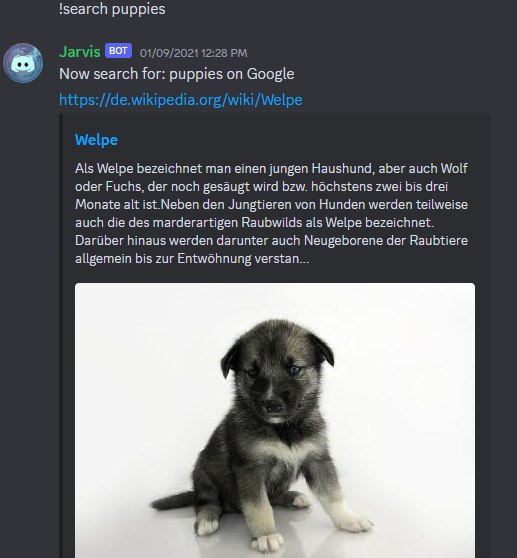 !search puppies
Jarvis BOT 01/09/2021 12:28 PM
Now search for: puppies on Google
https://de.wikipedia.org/wiki/Welpe
Welpe
Als Welpe bezeichnet man einen jungen Haushund, aber auch Wolf
oder Fuchs, der noch gesäugt wird bzw. höchstens zwei bis drei
Monate alt ist.Neben den Jungtieren von Hunden werden teilweise
auch die des marderartigen Raubwilds als Welpe bezeichnet.
Darüber hinaus werden darunter auch Neugeborene der Raubtiere
allgemein bis zur Entwöhnung verstan...